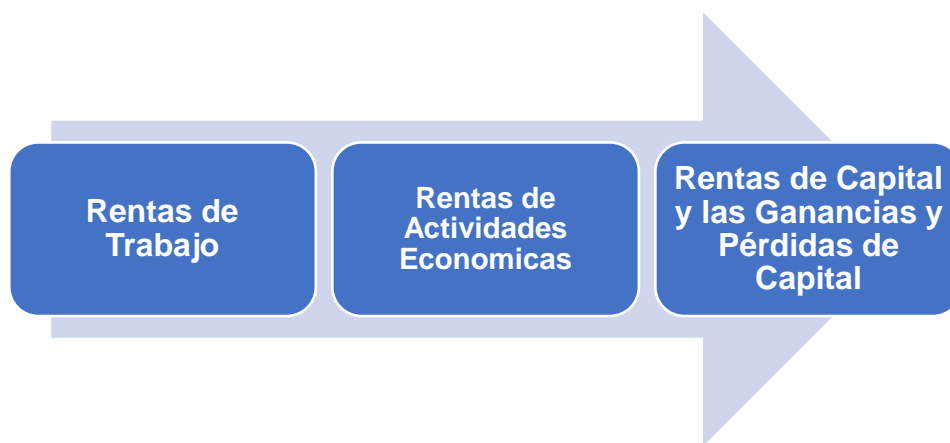 Rentas de
Trabajo
Rentas de
Actividades
Economicas
Rentas de Capital
y las Ganancias y
Pérdidas de
Capital